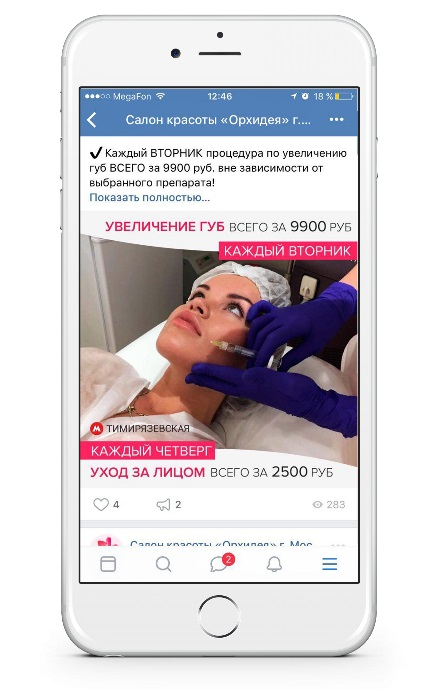 MegaFon 12:46 18 %
Салон красоты «Орхидея» г....
✔Каждый ВТОРНИК процедура по увеличению
губ ВСЕГО за 9900 руб. вне зависимости от
выбранного препарата!
Показать полностью...
УВЕЛИЧЕНИЕ ГУБ ВСЕГО ЗА 9900 РУБ
КАЖДЫЙ ВТОРНИК
М ТИМИРЯЗЕВСКАЯ
КАЖДЫЙ ЧЕТВЕРГ
УХОД ЗА ЛИЦОМ ВСЕГО ЗА 2500 РУБ
4 2 283
Салон красоты «Орхидея» г. Мос...
2